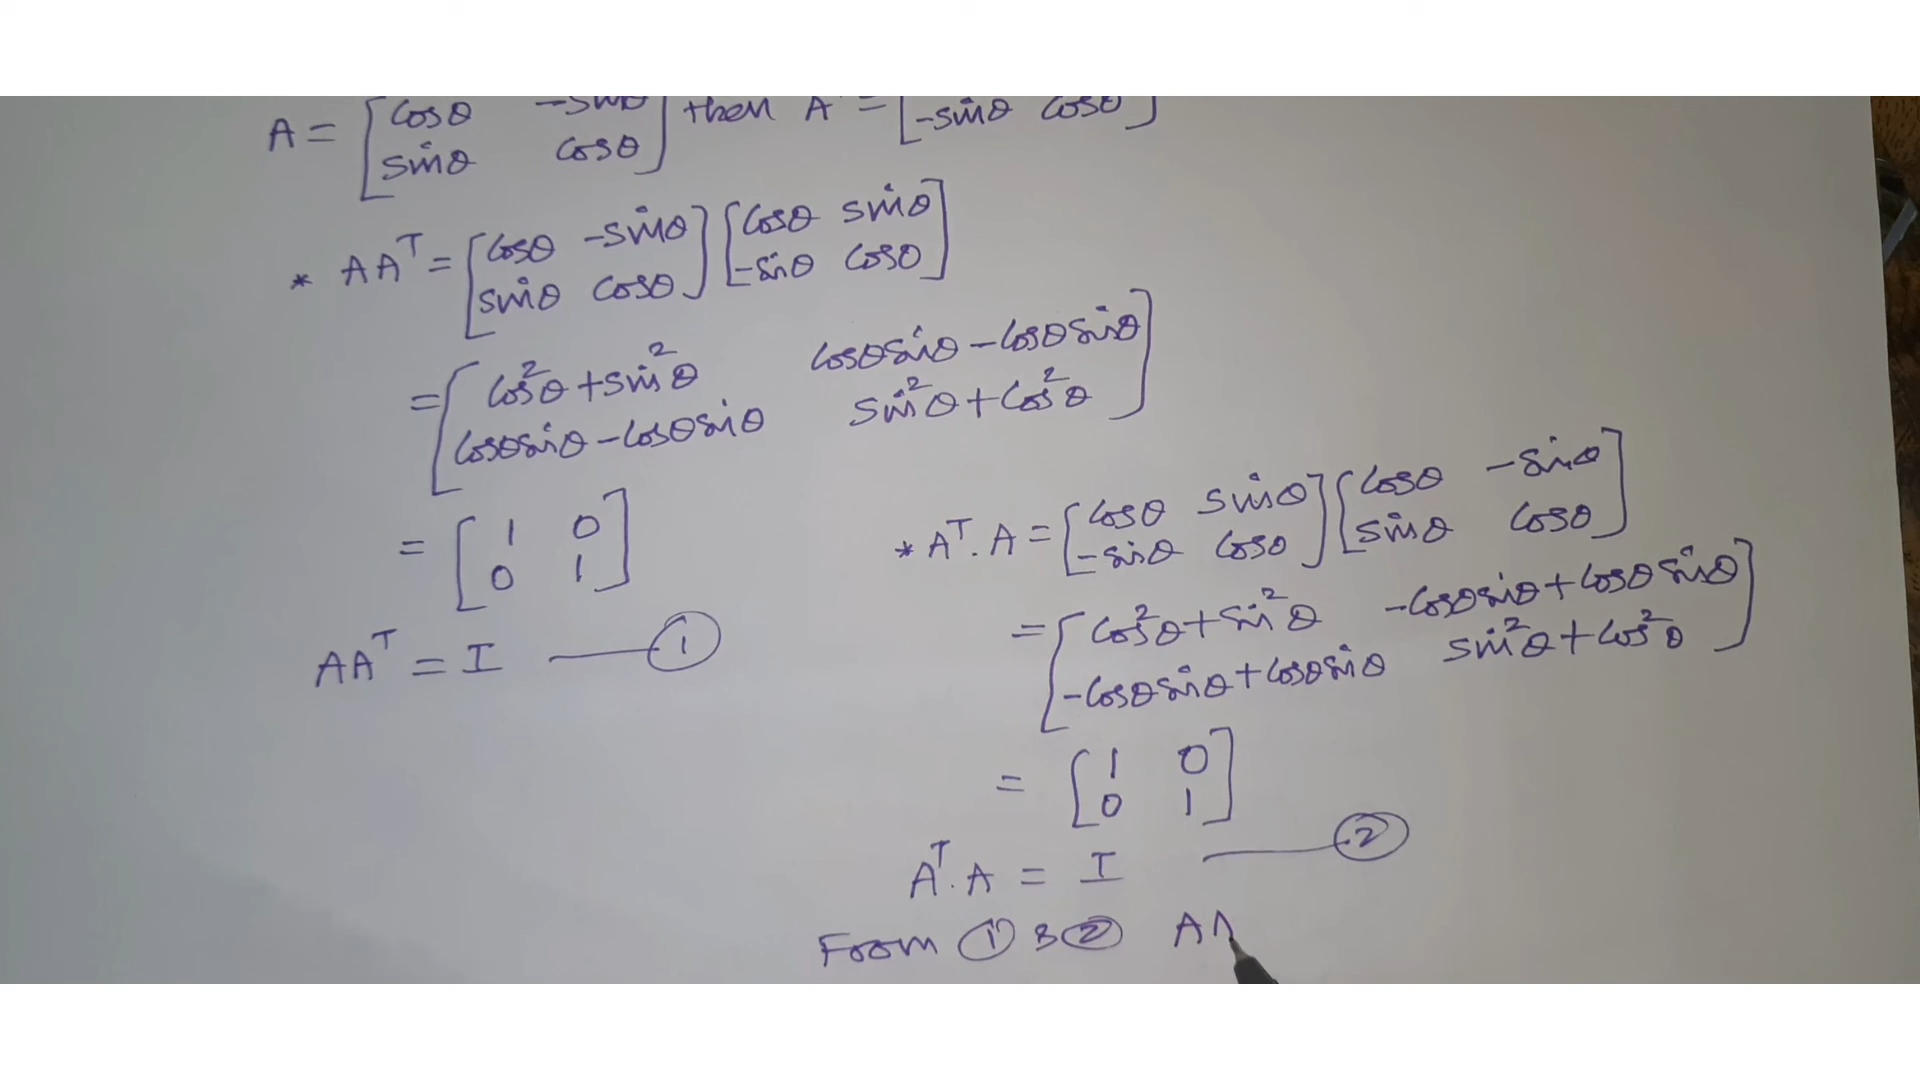 A = [cosθ -sinθ] then A = [
sinθ cosθ -sinθ cosθ]
* AAᵀ = [cosθ -sinθ] [cosθ sinθ]
sinθ cosθ -sinθ cosθ
= [cos²θ + sin²θ cosθsinθ - cosθsinθ]
cosθsinθ - cosθsinθ sin²θ + cos²θ
= [1 0]
0 1
AAᵀ = I —— ①
* Aᵀ.A = [cosθ sinθ] [cosθ -sinθ]
-sinθ cosθ sinθ cosθ
= [cos²θ + sin²θ -cosθsinθ + cosθsinθ]
-cosθsinθ + cosθsinθ sin²θ + cos²θ
= [1 0]
0 1
Aᵀ.A = I —— ②
From ① & ② AA